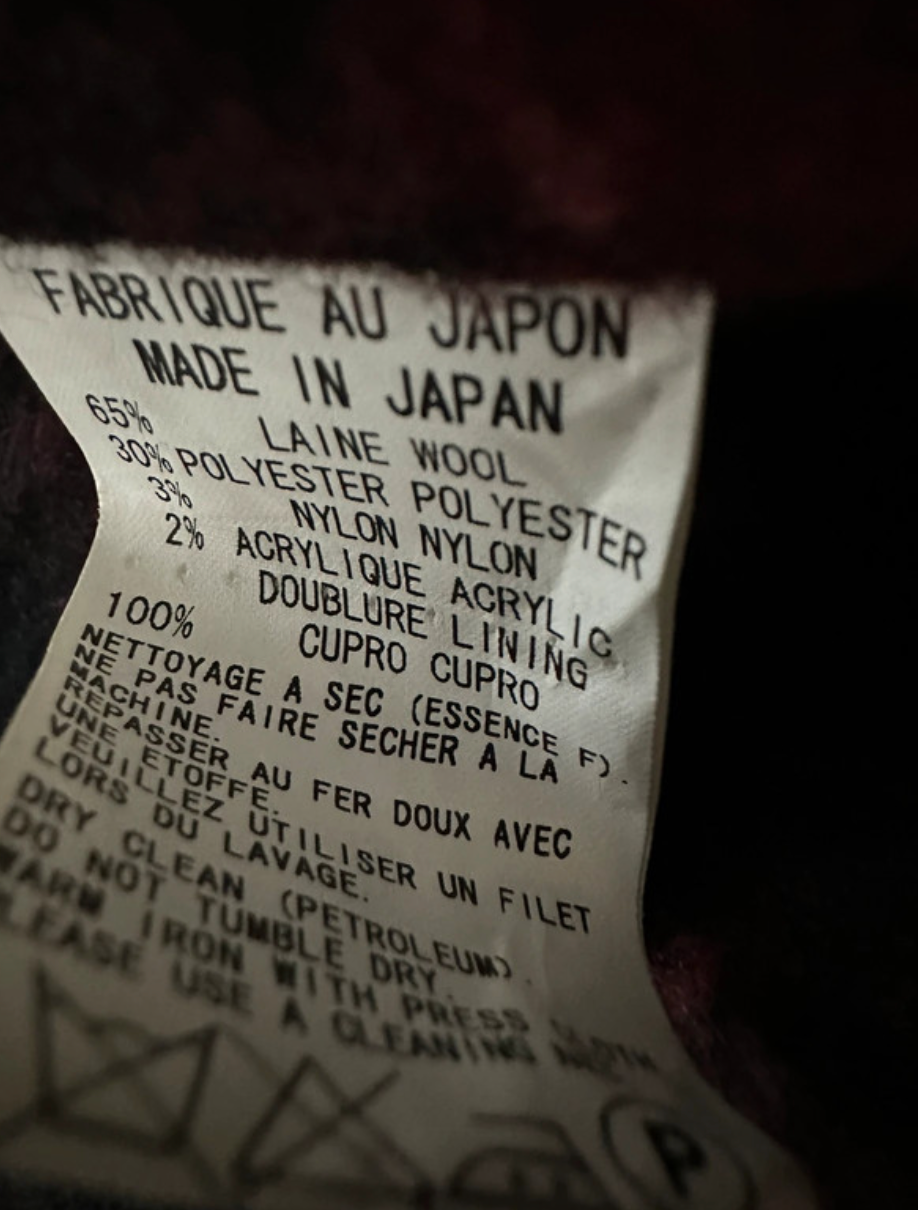 FABRIQUE AU JAPON
MADE IN JAPAN
65% LAINE WOOL
30% POLYESTER POLYESTER
3% NYLON NYLON
2% ACRYLIQUE ACRYLIC
DOUBLURE LINING
100% CUPRO CUPRO
NETTOYAGE A SEC (ESSENCE F).
NE PAS FAIRE SECHER A LA
MACHINE.
REPASSER AU FER DOUX AVEC
UNE ETOFFE.
VEUILLEZ UTILISER UN FILET
LORS DU LAVAGE.
DRY CLEAN (PETROLEUM).
DO NOT TUMBLE DRY.
WARM IRON WITH PRESS CLOTH
PLEASE USE A CLEANING
P